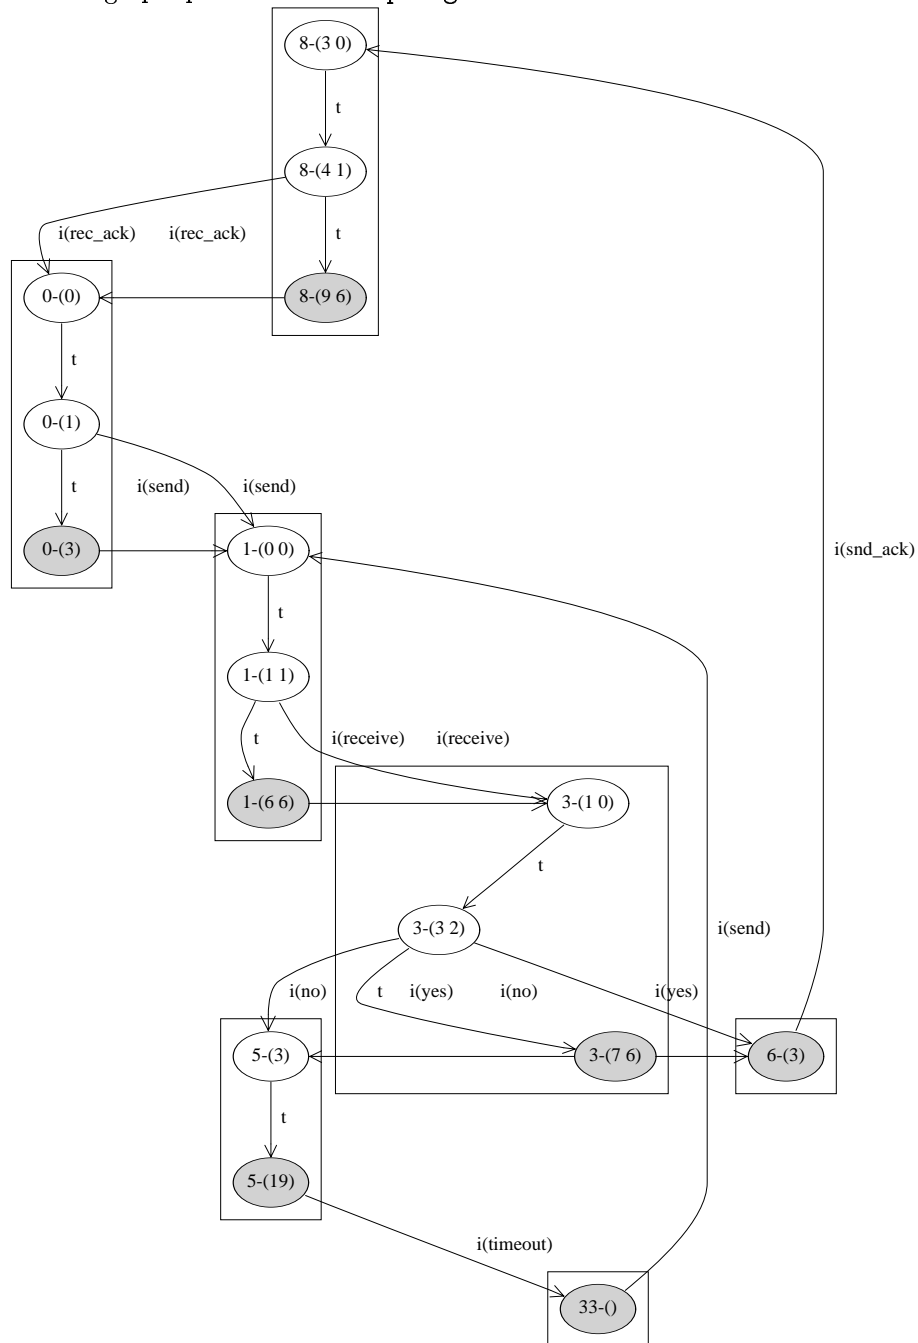 8-(3 0)
t
8-(4 1)
i(rec_ack) i(rec_ack) t
0-(0) 8-(9 6)
t
0-(1)
t i(send) i(send)
0-(3) 1-(0 0) i(snd_ack)
t
1-(1 1)
t i(receive) i(receive)
1-(6 6) 3-(1 0)
t
3-(3 2) i(send)
i(no) t i(yes) i(no) i(yes)
5-(3) 3-(7 6) 6-(3)
t
5-(19)
i(timeout)
33-()